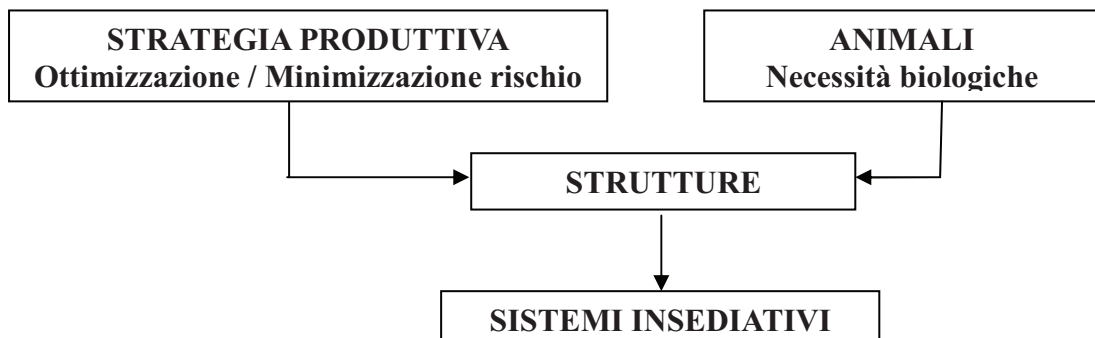 STRATEGIA PRODUTTIVA
Ottimizzazione / Minimizzazione rischio
ANIMALI
Necessità biologiche
STRUTTURE
SISTEMI INSEDIATIVI